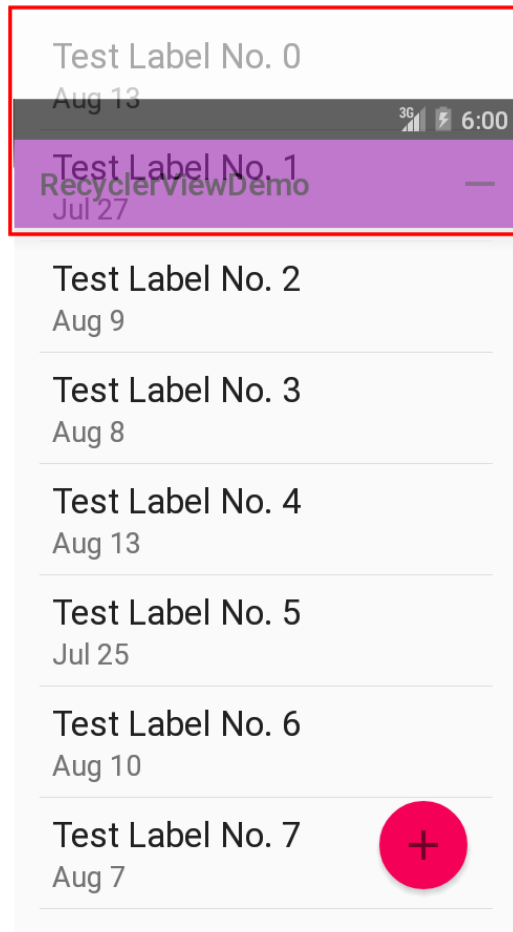 Test Label No. 0
Aug 13
3G 6:00
Test Label No. 1
RecyclerViewDemo
Jul 27
Test Label No. 2
Aug 9
Test Label No. 3
Aug 8
Test Label No. 4
Aug 13
Test Label No. 5
Jul 25
Test Label No. 6
Aug 10
Test Label No. 7
Aug 7